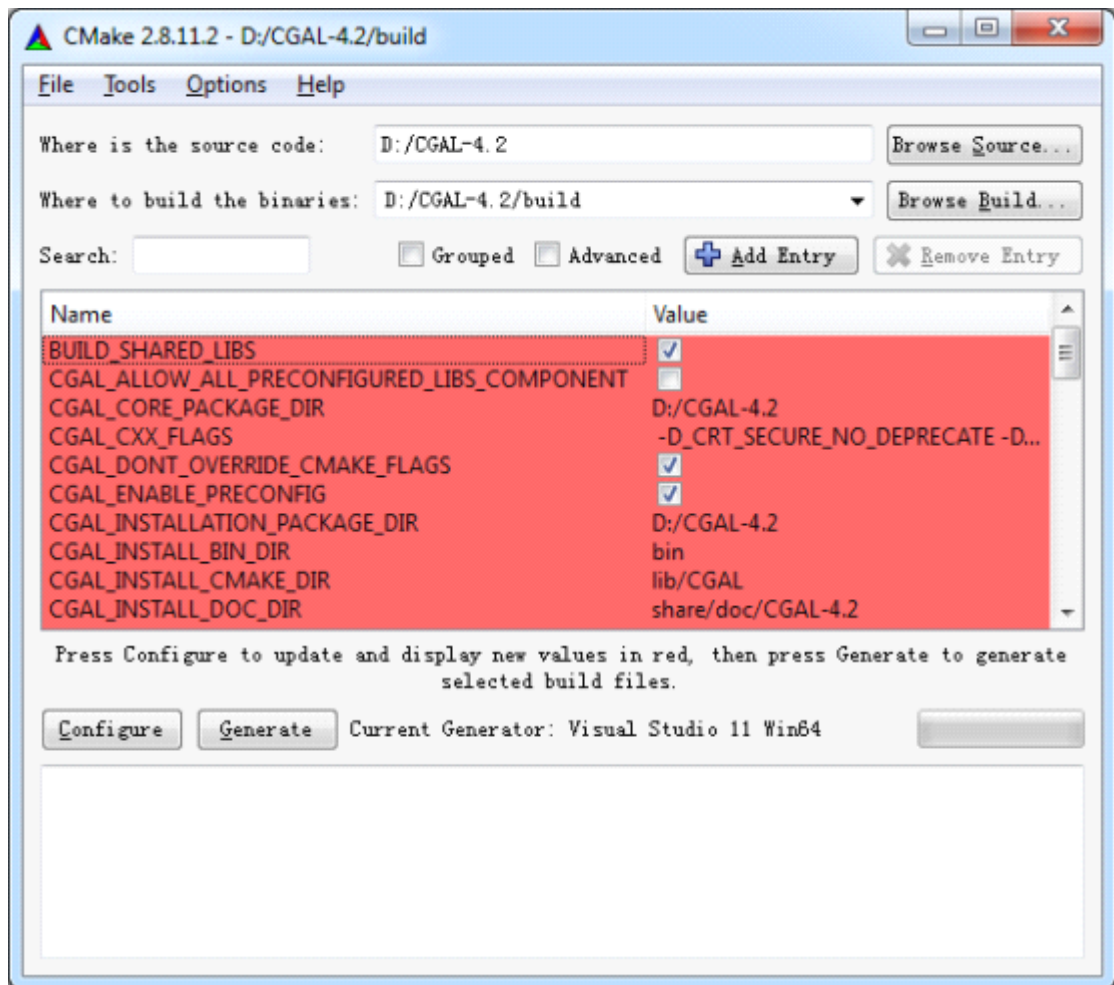 CMake 2.8.11.2 - D:/CGAL-4.2/build
File Tools Options Help
Where is the source code: D:/CGAL-4.2 Browse Source...
Where to build the binaries: D:/CGAL-4.2/build Browse Build...
Search: Grouped Advanced Add Entry Remove Entry
Name Value
BUILD_SHARED_LIBS
CGAL_ALLOW_ALL_PRECONFIGURED_LIBS_COMPONENT
CGAL_CORE_PACKAGE_DIR D:/CGAL-4.2
CGAL_CXX_FLAGS -D_CRT_SECURE_NO_DEPRECATE -D...
CGAL_DONT_OVERRIDE_CMAKE_FLAGS
CGAL_ENABLE_PRECONFIG
CGAL_INSTALLATION_PACKAGE_DIR D:/CGAL-4.2
CGAL_INSTALL_BIN_DIR bin
CGAL_INSTALL_CMAKE_DIR lib/CGAL
CGAL_INSTALL_DOC_DIR share/doc/CGAL-4.2
Press Configure to update and display new values in red, then press Generate to generate
selected build files.
Configure Generate Current Generator: Visual Studio 11 Win64